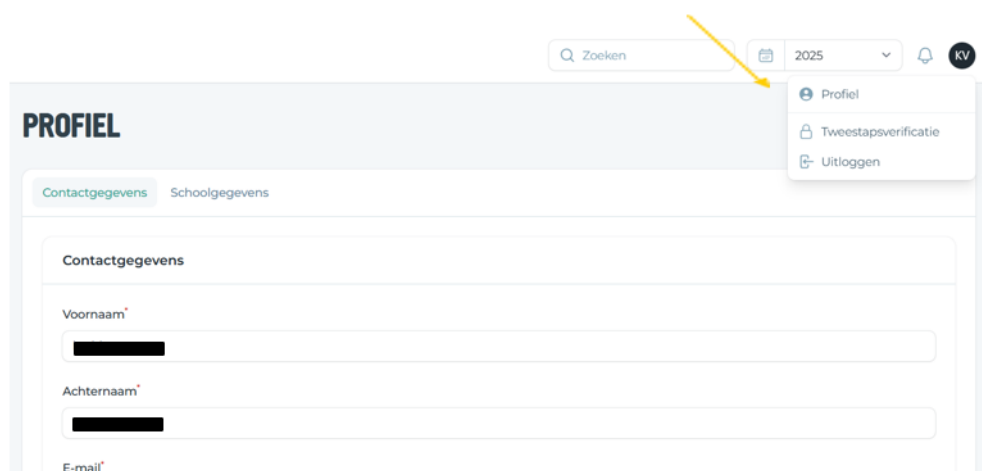 Zoeken
2025
KV
Profiel
Tweestapsverificatie
Uitloggen
PROFIEL
Contactgegevens Schoolgegevens
Contactgegevens
Voornaam*
Achternaam*
E-mail*